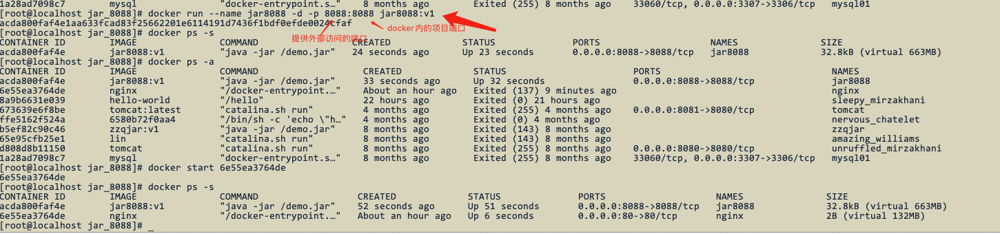 1a28ad7098c7 mysql "docker-entrypoint.s…" 8 months ago Exited (255) 8 months ago 33060/tcp, 0.0.0.0:3307->3306/tcp mysql01
[root@localhost jar_8088]# docker run --name jar8088 -d -p 8088:8088 jar8088:v1
acda800faf4e1aa633fcad83f25662201e6114191d7436f1bdf0efde0024cfaf
docker内的项目端口
[root@localhost jar_8088]# docker ps -s
提供外部访问的端口
CONTAINER ID IMAGE COMMAND CREATED STATUS PORTS NAMES SIZE
acda800faf4e jar8088:v1 "java -jar /demo.jar" 24 seconds ago Up 23 seconds 0.0.0.0:8088->8088/tcp jar8088 32.8kB (virtual 663MB)
[root@localhost jar_8088]# docker ps -a
CONTAINER ID IMAGE COMMAND CREATED STATUS PORTS NAMES
acda800faf4e jar8088:v1 "java -jar /demo.jar" 33 seconds ago Up 32 seconds 0.0.0.0:8088->8088/tcp jar8088
6e55ea3764de nginx "/docker-entrypoint.…" About an hour ago Exited (137) 9 minutes ago nginx
8a9b6631e039 hello-world "/hello" 22 hours ago Exited (0) 21 hours ago sleepy_mirzakhani
673639e6f8be tomcat:latest "catalina.sh run" 4 months ago Exited (255) 4 months ago 0.0.0.0:8081->8080/tcp tomcat
ffe5162f524a 6580b72f0aa4 "/bin/sh -c 'echo \"h…" 4 months ago Exited (0) 4 months ago nervous_chatelet
b5ef82c90c46 zzqjar:v1 "java -jar /demo.jar" 8 months ago Exited (143) 8 months ago zzqjar
65e95cfb25e1 lin "catalina.sh run" 8 months ago Exited (143) 8 months ago amazing_williams
d808d8b11150 tomcat "catalina.sh run" 8 months ago Exited (255) 8 months ago 0.0.0.0:8080->8080/tcp unruffled_mirzakhani
1a28ad7098c7 mysql "docker-entrypoint.s…" 8 months ago Exited (255) 8 months ago 33060/tcp, 0.0.0.0:3307->3306/tcp mysql01
[root@localhost jar_8088]# docker start 6e55ea3764de
6e55ea3764de
[root@localhost jar_8088]# docker ps -s
CONTAINER ID IMAGE COMMAND CREATED STATUS PORTS NAMES SIZE
acda800faf4e jar8088:v1 "java -jar /demo.jar" 52 seconds ago Up 51 seconds 0.0.0.0:8088->8088/tcp jar8088 32.8kB (virtual 663MB)
6e55ea3764de nginx "/docker-entrypoint.…" About an hour ago Up 6 seconds 0.0.0.0:80->80/tcp nginx 2B (virtual 132MB)
[root@localhost jar_8088]# _